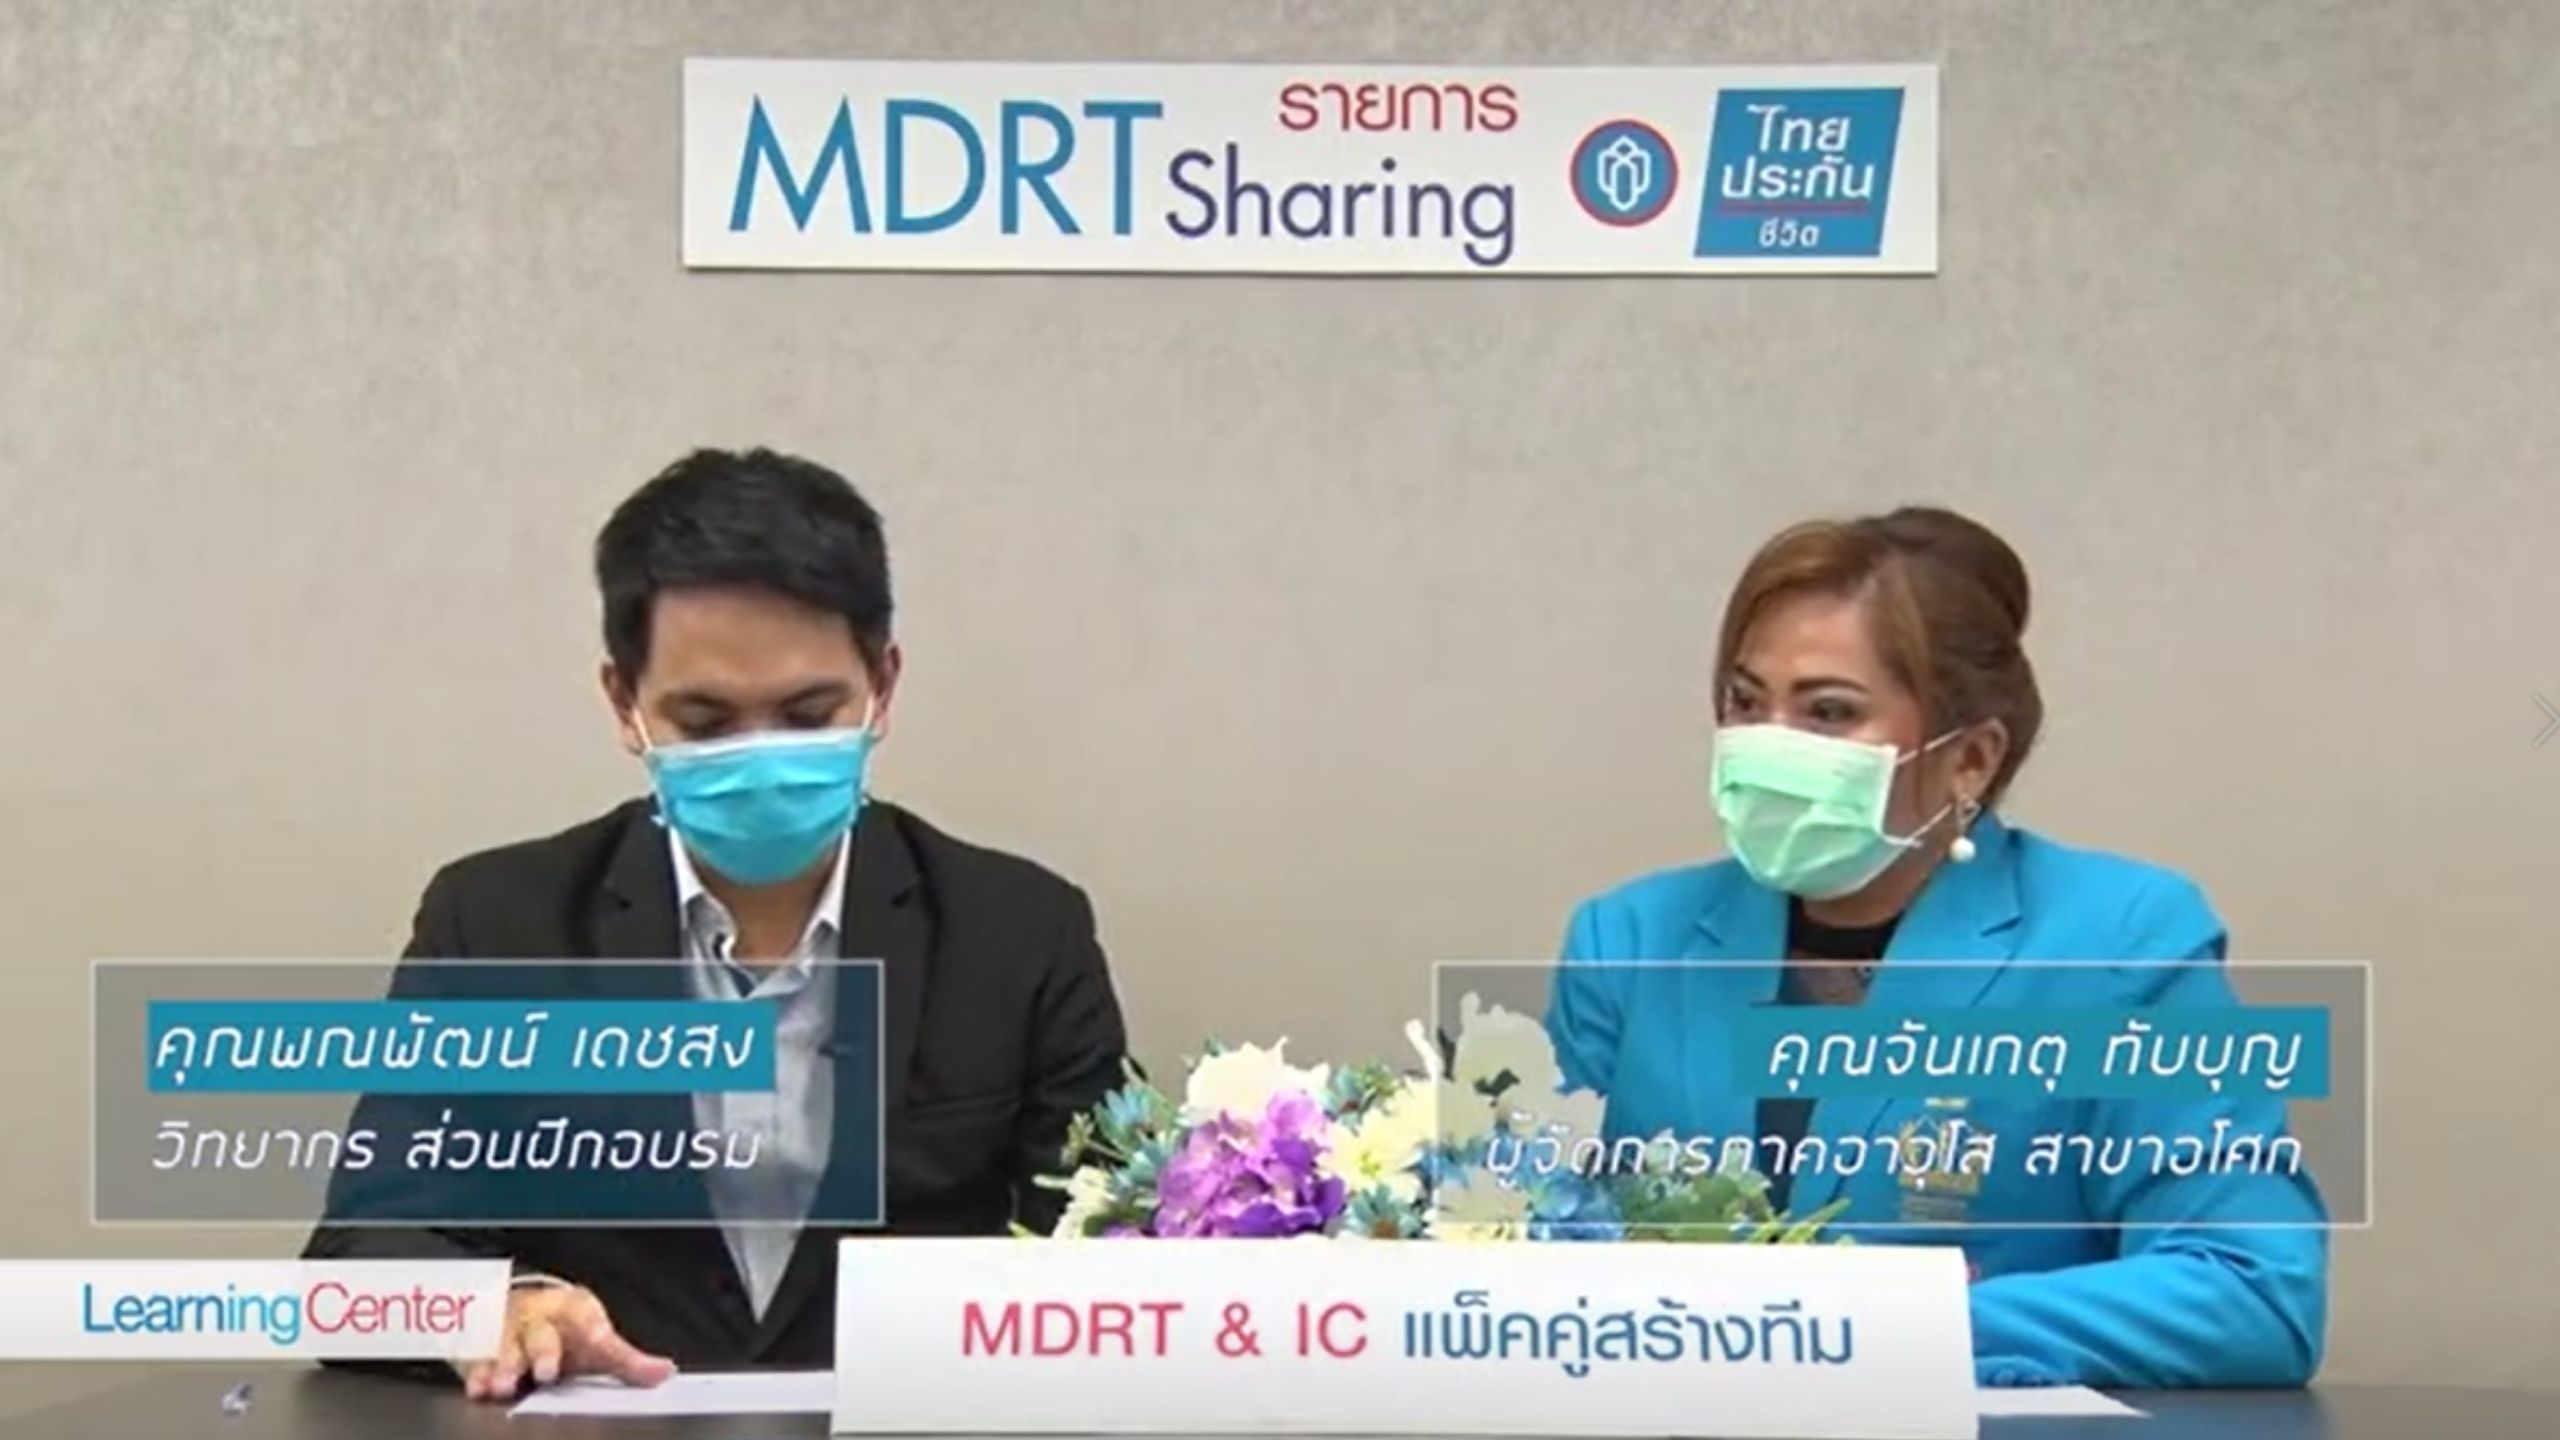 รายการ
MDRT Sharing
ไทย
ประกัน
ชีวิต
คุณพณพัฒน์ เดชสง
วิทยากร ส่วนฝึกอบรม
คุณจันเกตุ ทับบุญ
ผู้จัดการภาคอาวุโส สาขาอโศก
LearningCenter
MDRT & IC แพ็คคู่สร้างทีม